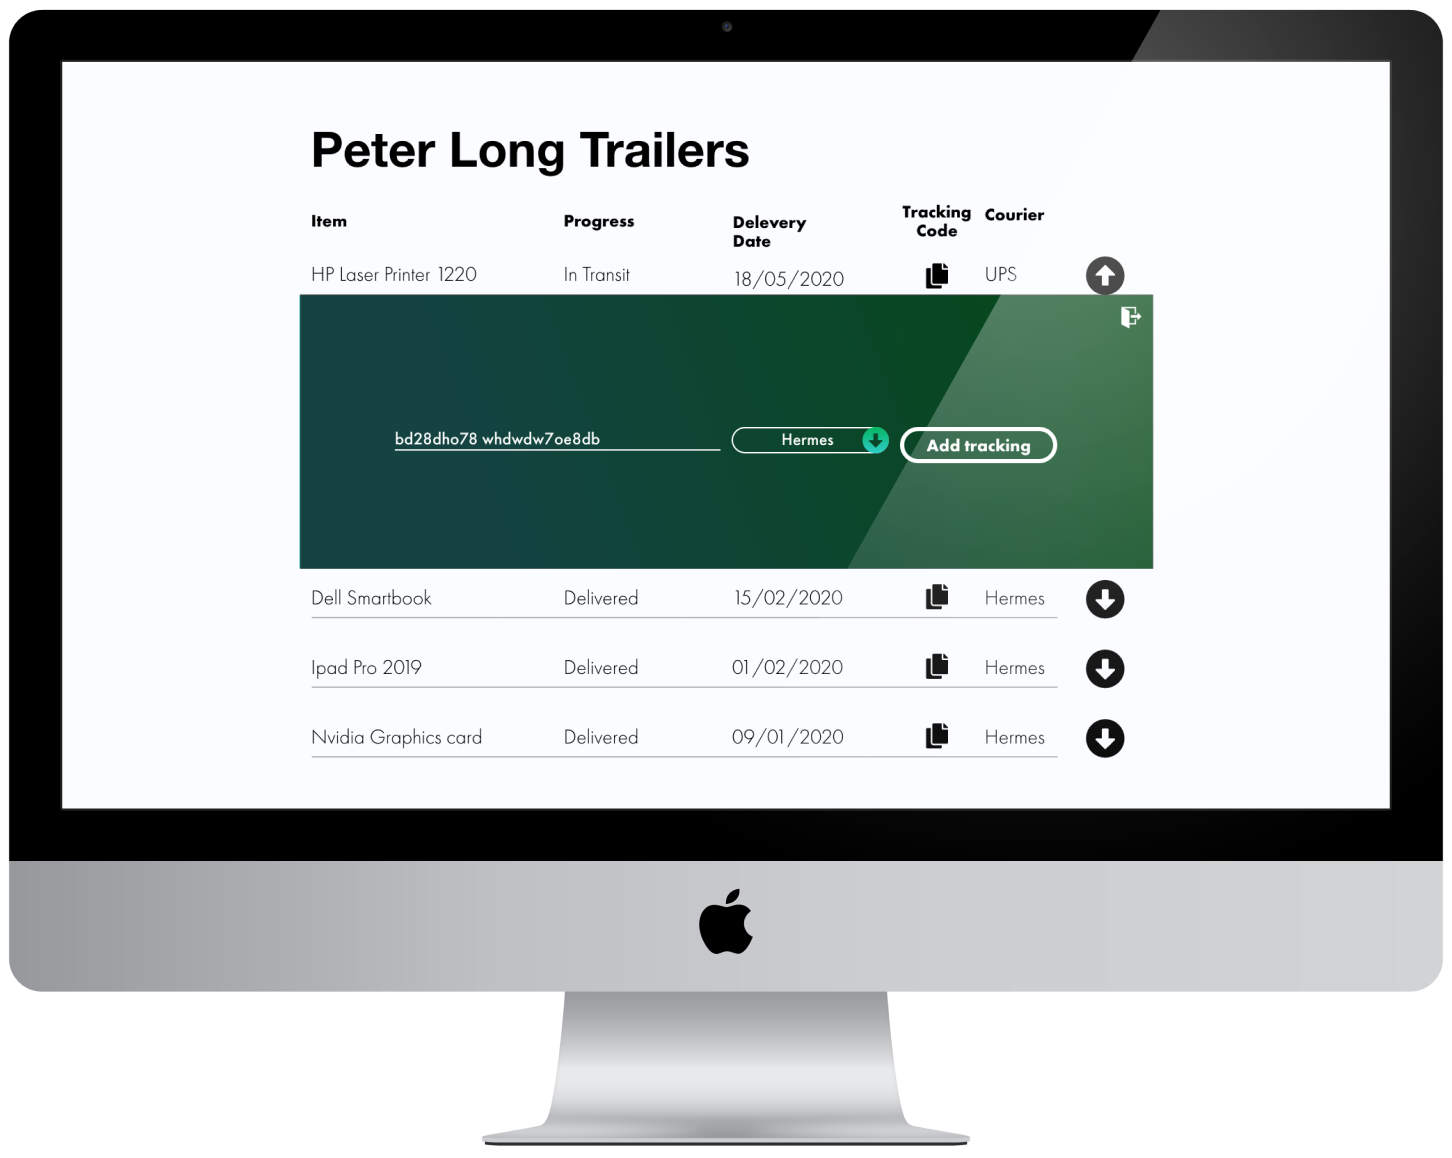 Peter Long Trailers
Item Progress Delevery Date Tracking Code Courier
HP Laser Printer 1220 In Transit 18/05/2020 UPS
bd28dho78 whdwdw7oe8db Hermes Add tracking
Dell Smartbook Delivered 15/02/2020 Hermes
Ipad Pro 2019 Delivered 01/02/2020 Hermes
Nvidia Graphics card Delivered 09/01/2020 Hermes